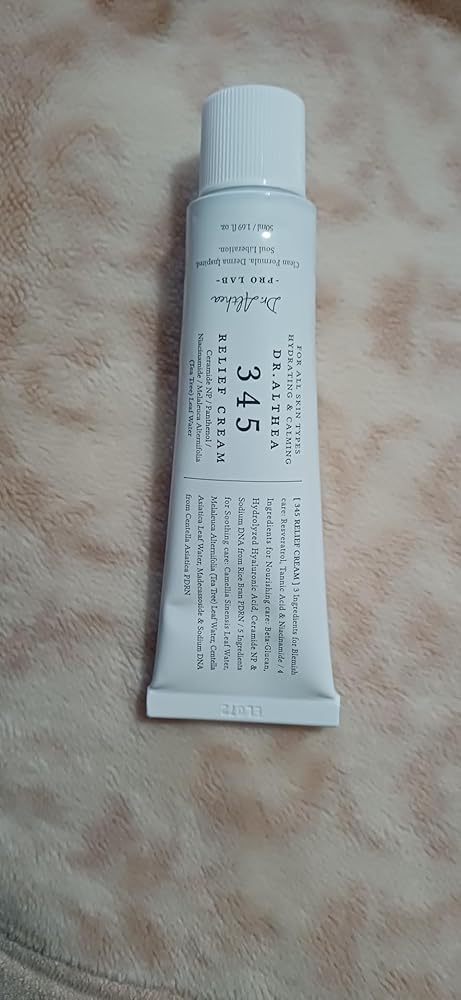 Dr.Althea
- PRO LAB -
Clean Formula. Derma Inspired.
Soul Liberation.
50ml / 1.69 fl. oz.
FOR ALL SKIN TYPES
HYDRATING & CALMING
DR.ALTHEA
345
RELIEF CREAM
Ceramide NP / Panthenol /
Niacinamide / Melaleuca Alternifolia
(Tea Tree) Leaf Water
[ 345 RELIEF CREAM ] 3 Ingredients for Blemish
care: Resveratrol, Tannic Acid & Niacinamide / 4
Ingredients for Nourishing care: Beta-Glucan,
Hydrolyzed Hyaluronic Acid, Ceramide NP &
Sodium DNA from Rice Bran PDRN / 5 Ingredients
for Soothing care: Camellia Sinensis Leaf Water,
Melaleuca Alternifolia (Tea Tree) Leaf Water, Centella
Asiatica Leaf Water, Madecassoside & Sodium DNA
from Centella Asiatica PDRN